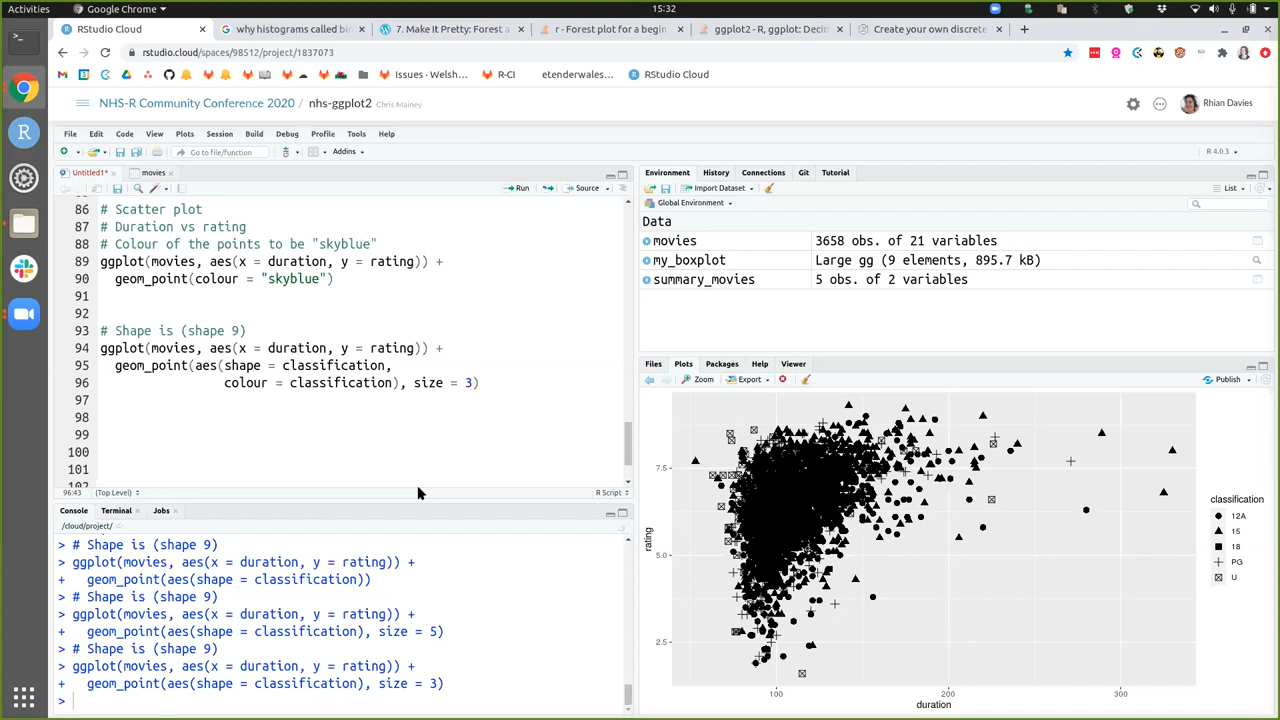 Activities
Google Chrome
15:32
RStudio Cloud
why histograms called bin
7. Make It Pretty: Forest a
r - Forest plot for a begin
ggplot2 - R, ggplot: Decim
Create your own discrete
rstudio.cloud/spaces/98512/project/1837073
Issues · Welsh...
R-CI
etenderwales...
RStudio Cloud
NHS-R Community Conference 2020 / nhs-ggplot2 Chris Mainey
Rhian Davies
File Edit Code View Plots Session Build Debug Profile Tools Help
Go to file/function
Addins
R 4.0.3
Untitled1*
movies
Run
Source
86 # Scatter plot
87 # Duration vs rating
88 # Colour of the points to be "skyblue"
89 ggplot(movies, aes(x = duration, y = rating)) +
90 geom_point(colour = "skyblue")
91
92
93 # Shape is (shape 9)
94 ggplot(movies, aes(x = duration, y = rating)) +
95 geom_point(aes(shape = classification,
96 colour = classification), size = 3)
97
98
99
100
101
102
96:43 (Top Level) R Script
Console Terminal Jobs
/cloud/project/
> # Shape is (shape 9)
> ggplot(movies, aes(x = duration, y = rating)) +
+ geom_point(aes(shape = classification))
> # Shape is (shape 9)
> ggplot(movies, aes(x = duration, y = rating)) +
+ geom_point(aes(shape = classification), size = 5)
> # Shape is (shape 9)
> ggplot(movies, aes(x = duration, y = rating)) +
+ geom_point(aes(shape = classification), size = 3)
>
Environment History Connections Git Tutorial
Import Dataset
List
Global Environment
Data
movies 3658 obs. of 21 variables
my_boxplot Large gg (9 elements, 895.7 kB)
summary_movies 5 obs. of 2 variables
Files Plots Packages Help Viewer
Zoom Export Publish
7.5
5.0
2.5
rating
100 200 300
duration
classification
12A
15
18
PG
U